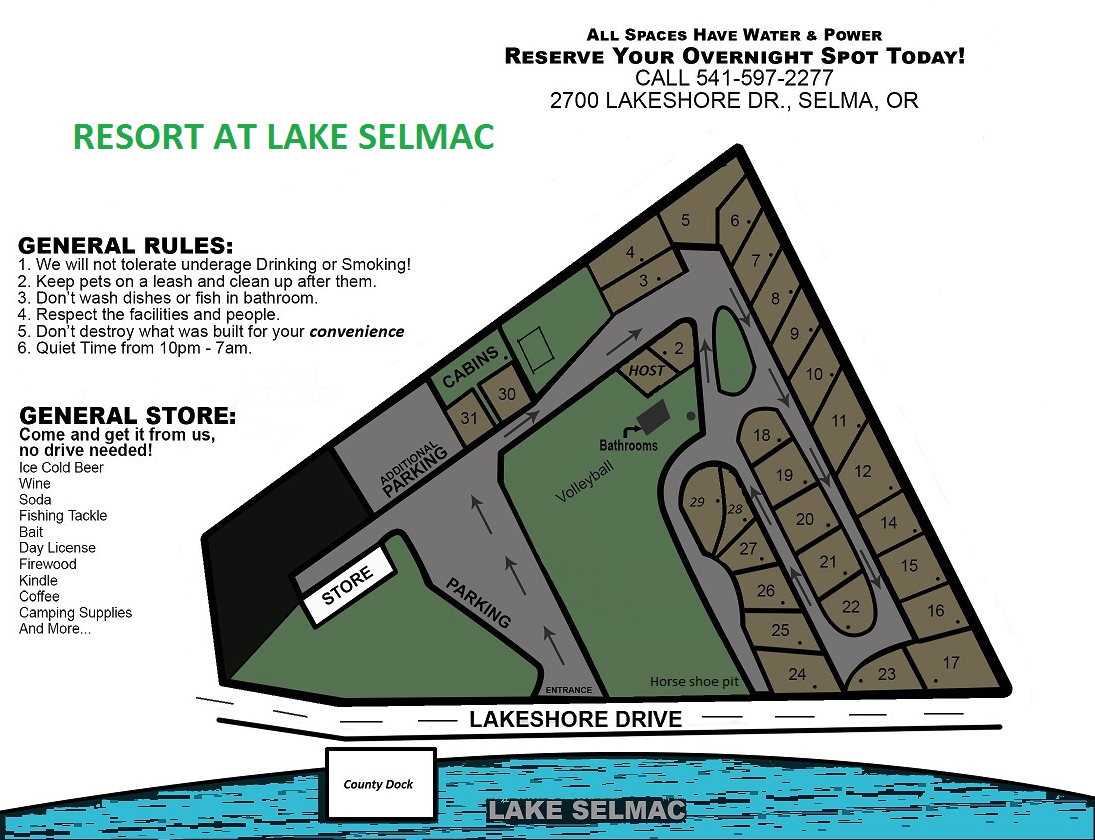 ALL SPACES HAVE WATER & POWER
RESERVE YOUR OVERNIGHT SPOT TODAY!
CALL 541-597-2277
2700 LAKESHORE DR., SELMA, OR
RESORT AT LAKE SELMAC
GENERAL RULES:
1. We will not tolerate underage Drinking or Smoking!
2. Keep pets on a leash and clean up after them.
3. Don't wash dishes or fish in bathroom.
4. Respect the facilities and people.
5. Don't destroy what was built for your convenience
6. Quiet Time from 10pm - 7am.
GENERAL STORE:
Come and get it from us,
no drive needed!
Ice Cold Beer
Wine
Soda
Fishing Tackle
Bait
Day License
Firewood
Kindle
Coffee
Camping Supplies
And More...
5
6
4
3
7
8
9
10
11
12
14
15
16
17
2
HOST
CABINS
30
31
ADDITIONAL
PARKING
Bathrooms
Volleyball
18
19
20
21
22
29
28
27
26
25
24
23
STORE
PARKING
ENTRANCE
Horse shoe pit
LAKESHORE DRIVE
County Dock
LAKE SELMAC